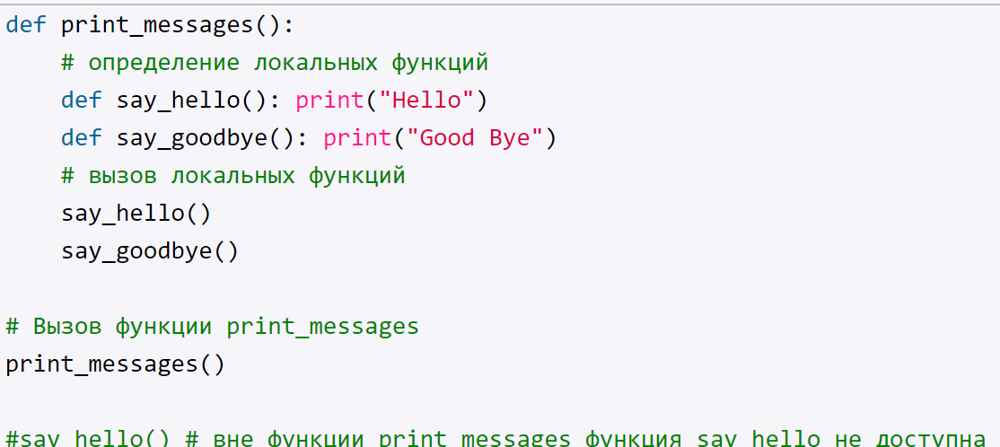 def print_messages():
    # определение локальных функций
    def say_hello(): print("Hello")
    def say_goodbye(): print("Good Bye")
    # вызов локальных функций
    say_hello()
    say_goodbye()

# Вызов функции print_messages
print_messages()

#say_hello() # вне функции print_messages функция say_hello не доступна